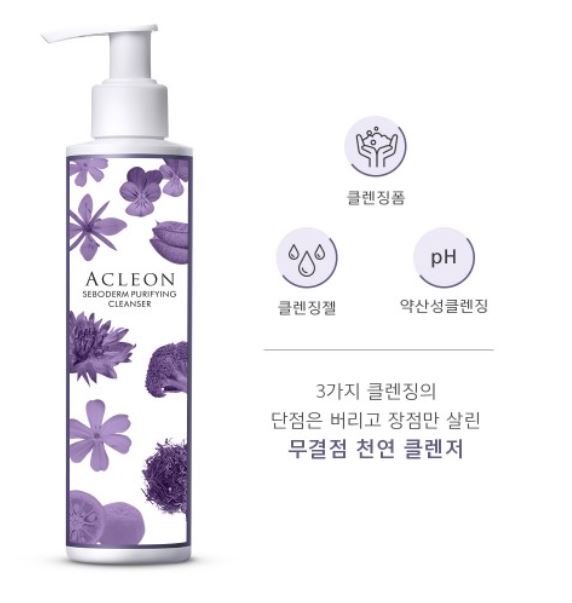 ACLEON
SEBODERM PURIFYING
CLEANSER
클렌징폼
클렌징젤
pH
약산성클렌징
3가지 클렌징의
단점은 버리고 장점만 살린
무결점 천연 클렌저